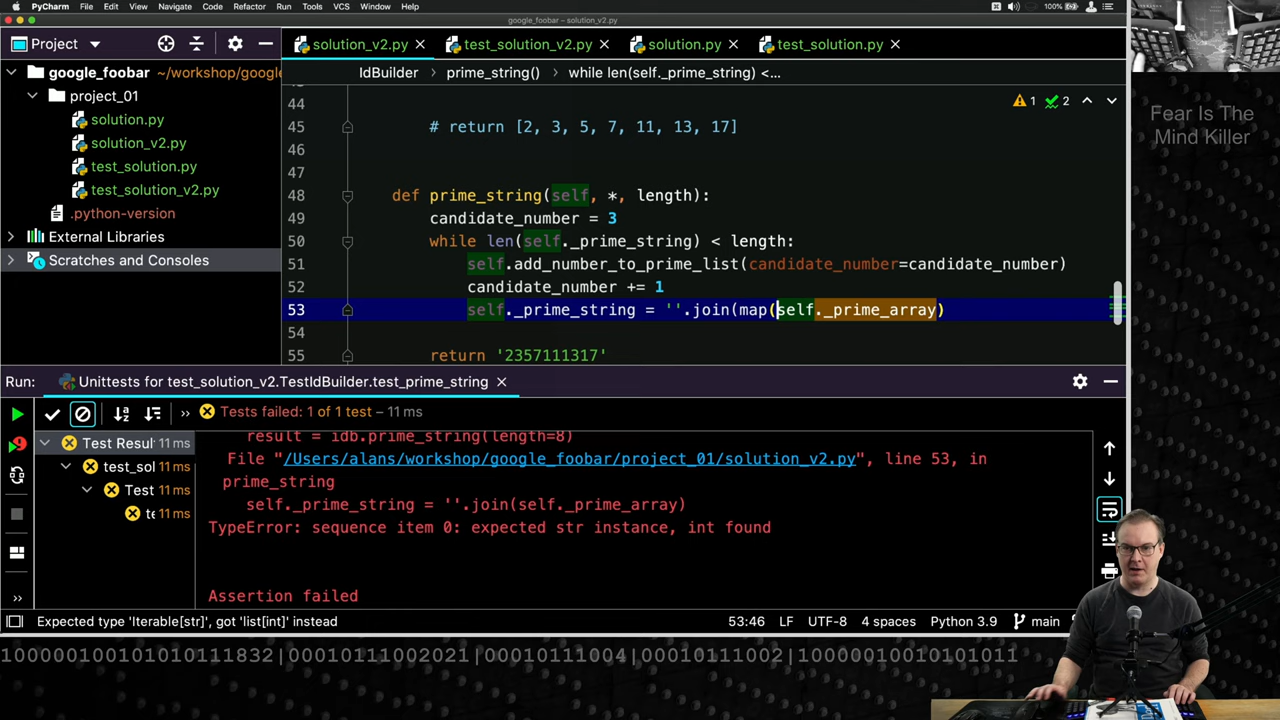 PyCharm File Edit View Navigate Code Refactor Run Tools VCS Window Help 100%
google_foobar – solution_v2.py
Project
solution_v2.py test_solution_v2.py solution.py test_solution.py
google_foobar ~/workshop/google
IdBuilder prime_string() while len(self._prime_string) <...
project_01
solution.py
solution_v2.py
test_solution.py
test_solution_v2.py
.python-version
External Libraries
Scratches and Consoles
1 2
44
45 # return [2, 3, 5, 7, 11, 13, 17]
46
47
48 def prime_string(self, *, length):
49 candidate_number = 3
50 while len(self._prime_string) < length:
51 self.add_number_to_prime_list(candidate_number=candidate_number)
52 candidate_number += 1
53 self._prime_string = ''.join(map(self._prime_array)
54
55 return '2357111317'
Run: Unittests for test_solution_v2.TestIdBuilder.test_prime_string
Tests failed: 1 of 1 test – 11 ms
Test Resul 11 ms
test_sol 11 ms
Test 11 ms
te 11 ms
result = idb.prime_string(length=8)
File "/Users/alans/workshop/google_foobar/project_01/solution_v2.py", line 53, in
prime_string
self._prime_string = ''.join(self._prime_array)
TypeError: sequence item 0: expected str instance, int found
Assertion failed
Expected type 'Iterable[str]', got 'list[int]' instead 53:46 LF UTF-8 4 spaces Python 3.9 main
Fear Is The
Mind Killer
100000100101010111832|00010111002021|00010111004|00010111002|10000010010101011